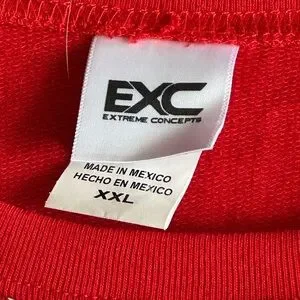 EXC
EXTREME CONCEPTS
MADE IN MEXICO
HECHO EN MEXICO
XXL